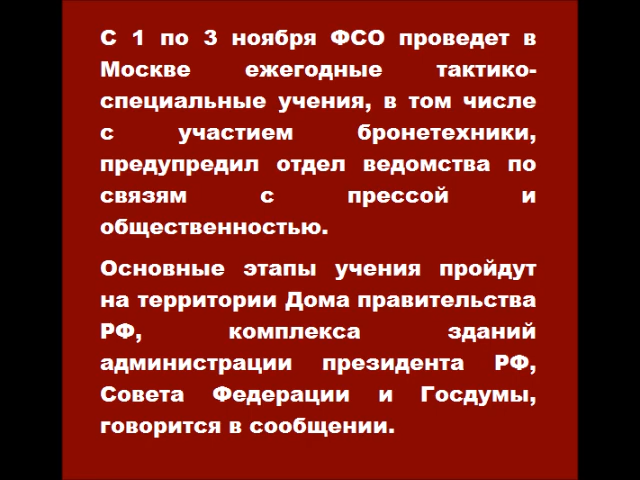 С 1 по 3 ноября ФСО проведет в
Москве ежегодные тактико-
специальные учения, в том числе
с участием бронетехники,
предупредил отдел ведомства по
связям с прессой и
общественностью.
Основные этапы учения пройдут
на территории Дома правительства
РФ, комплекса зданий
администрации президента РФ,
Совета Федерации и Госдумы,
говорится в сообщении.